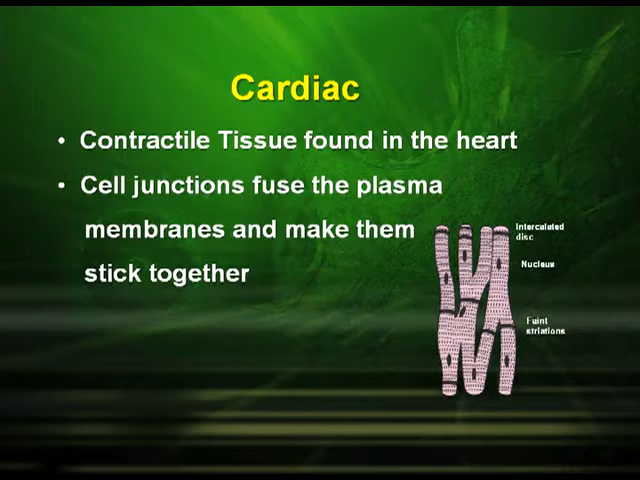 Cardiac
• Contractile Tissue found in the heart
• Cell junctions fuse the plasma
membranes and make them
stick together
Interculated
disc
Nucleus
Faint
striations